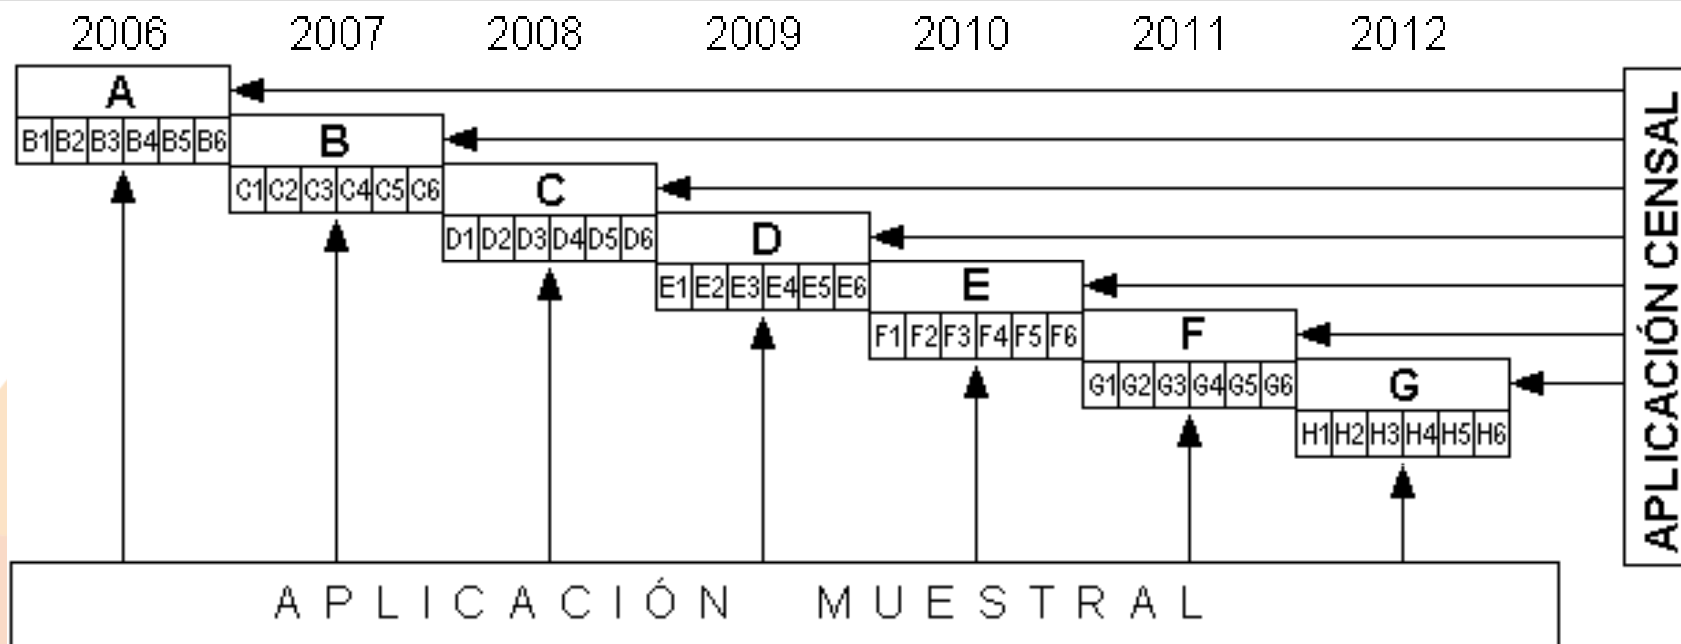 2006 2007 2008 2009 2010 2011 2012
A
B1 B2 B3 B4 B5 B6 B
C1 C2 C3 C4 C5 C6 C
D1 D2 D3 D4 D5 D6 D
E1 E2 E3 E4 E5 E6 E
F1 F2 F3 F4 F5 F6 F
G1 G2 G3 G4 G5 G6 G
H1 H2 H3 H4 H5 H6
APLICACIÓN CENSAL
APLICACIÓN MUESTRAL